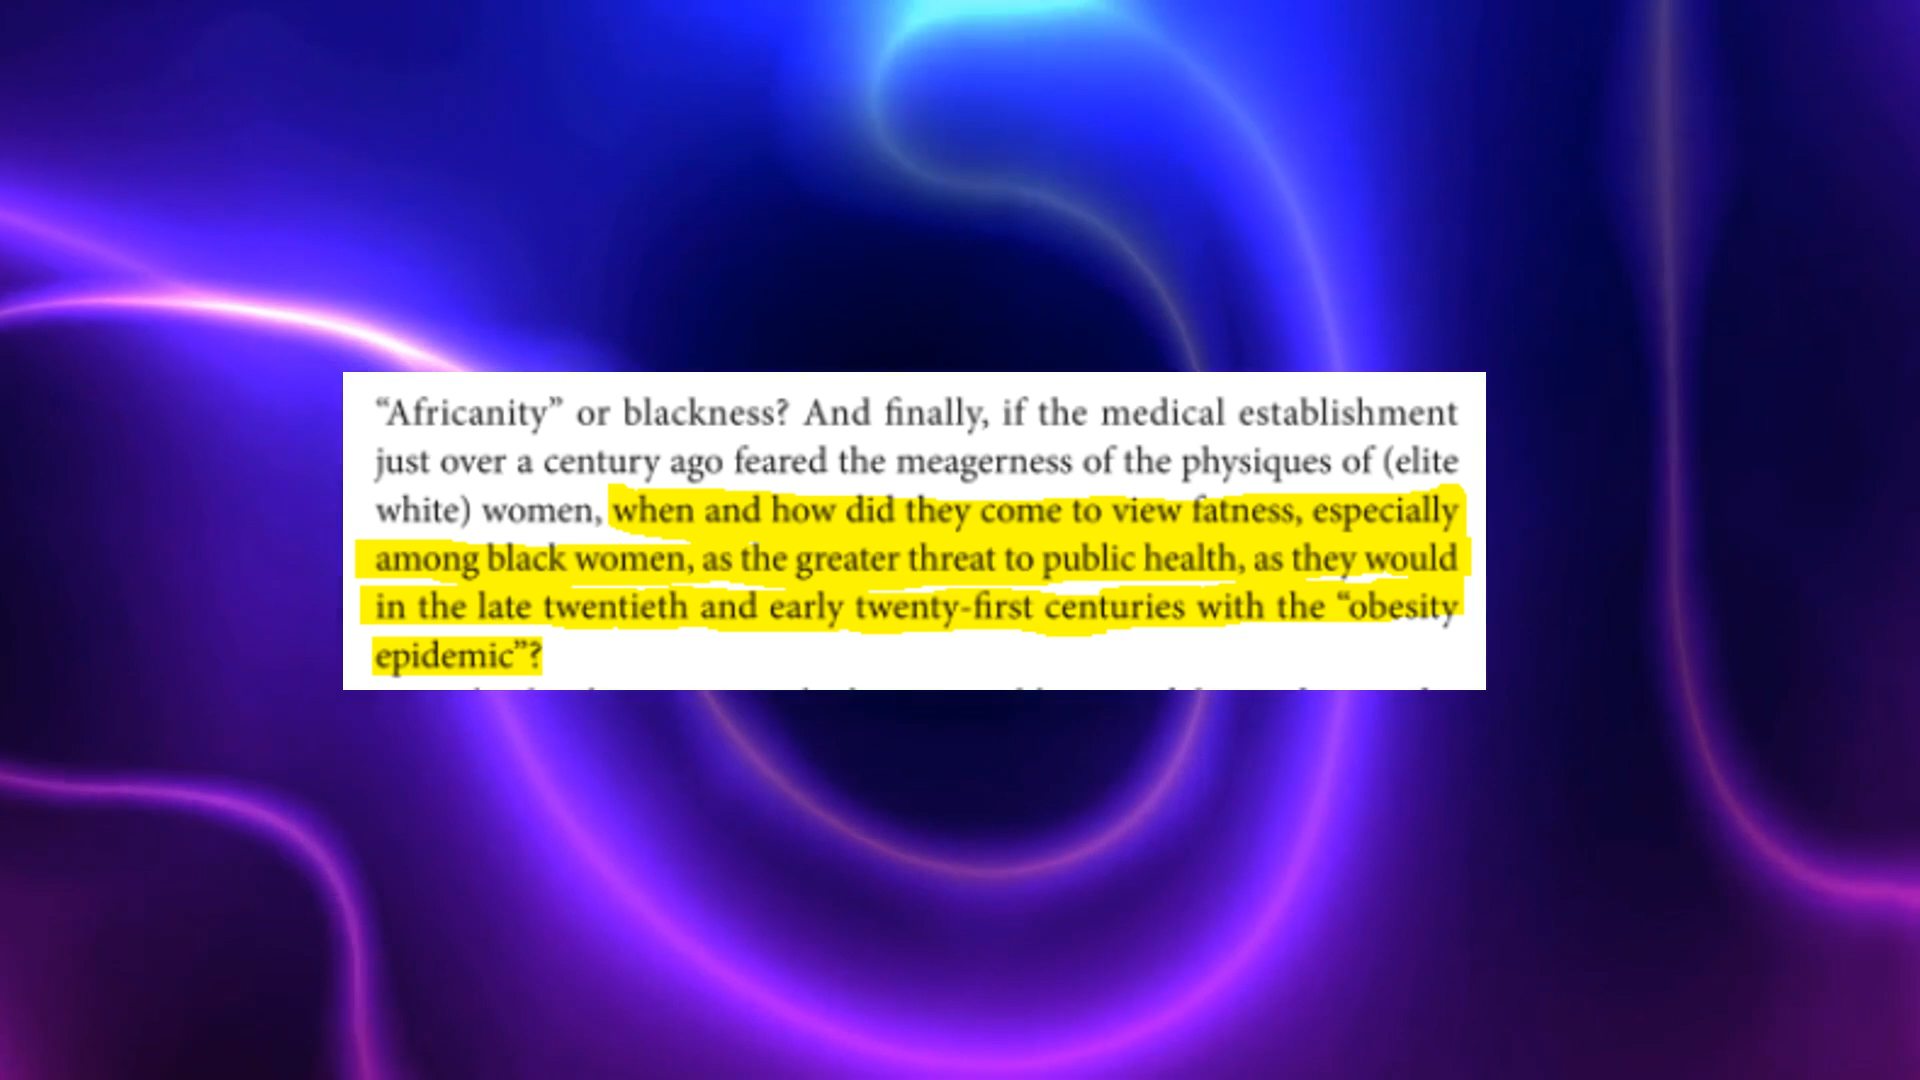 “Africanity” or blackness? And finally, if the medical establishment
just over a century ago feared the meagerness of the physiques of (elite
white) women, when and how did they come to view fatness, especially
among black women, as the greater threat to public health, as they would
in the late twentieth and early twenty-first centuries with the “obesity
epidemic”?